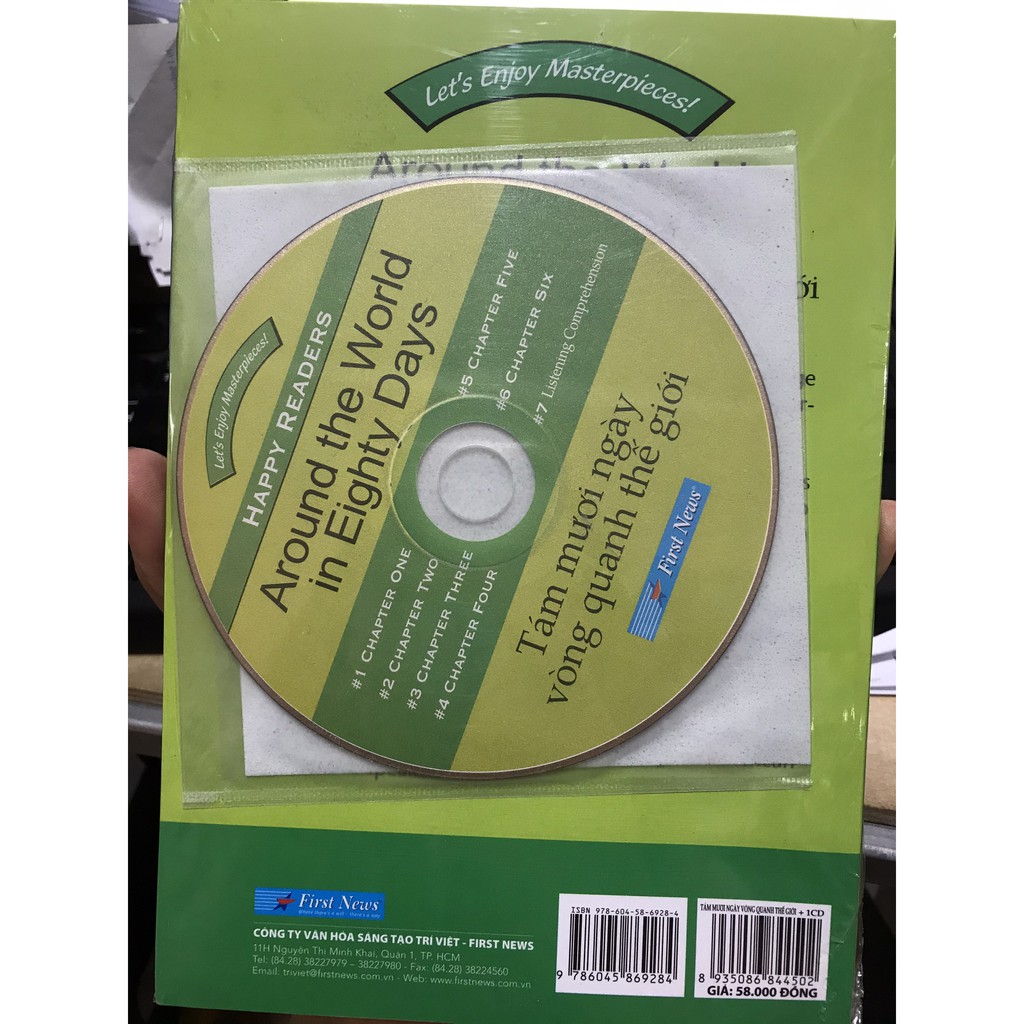 Let's Enjoy Masterpieces!
Around the World
ới
Let's Enjoy Masterpieces!
HAPPY READERS
Around the World
in Eighty Days
#1 CHAPTER ONE
#2 CHAPTER TWO
#3 CHAPTER THREE
#4 CHAPTER FOUR
#5 CHAPTER FIVE
#6 CHAPTER SIX
#7 Listening Comprehension
Tám mươi ngày
vòng quanh thế giới
First News
First News
CÔNG TY VĂN HÓA SÁNG TẠO TRÍ VIỆT - FIRST NEWS
11H Nguyễn Thị Minh Khai, Quận 1, TP. HCM
Tel: (84.28) 38227979 – 38227980 - Fax: (84.28) 38224560
Email: triviet@firstnews.com.vn - Web: www.firstnews.com.vn
ISBN 978-604-58-6928-4
9 786045 869284
TÁM MƯƠI NGÀY VÒNG QUANH THẾ GIỚI + 1CD
8 935086 844502
GIÁ: 58.000 ĐỒNG